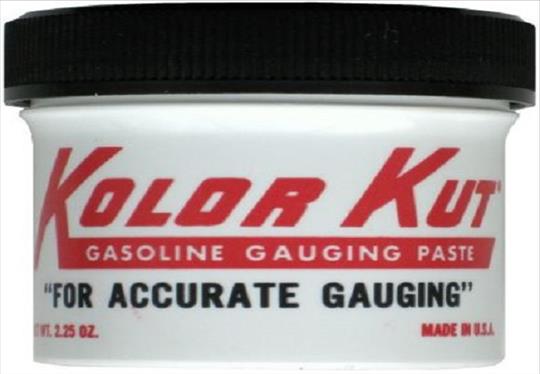 KOLOR KUT
GASOLINE GAUGING PASTE
"FOR ACCURATE GAUGING"
WT. 2.25 OZ. MADE IN U.S.A.